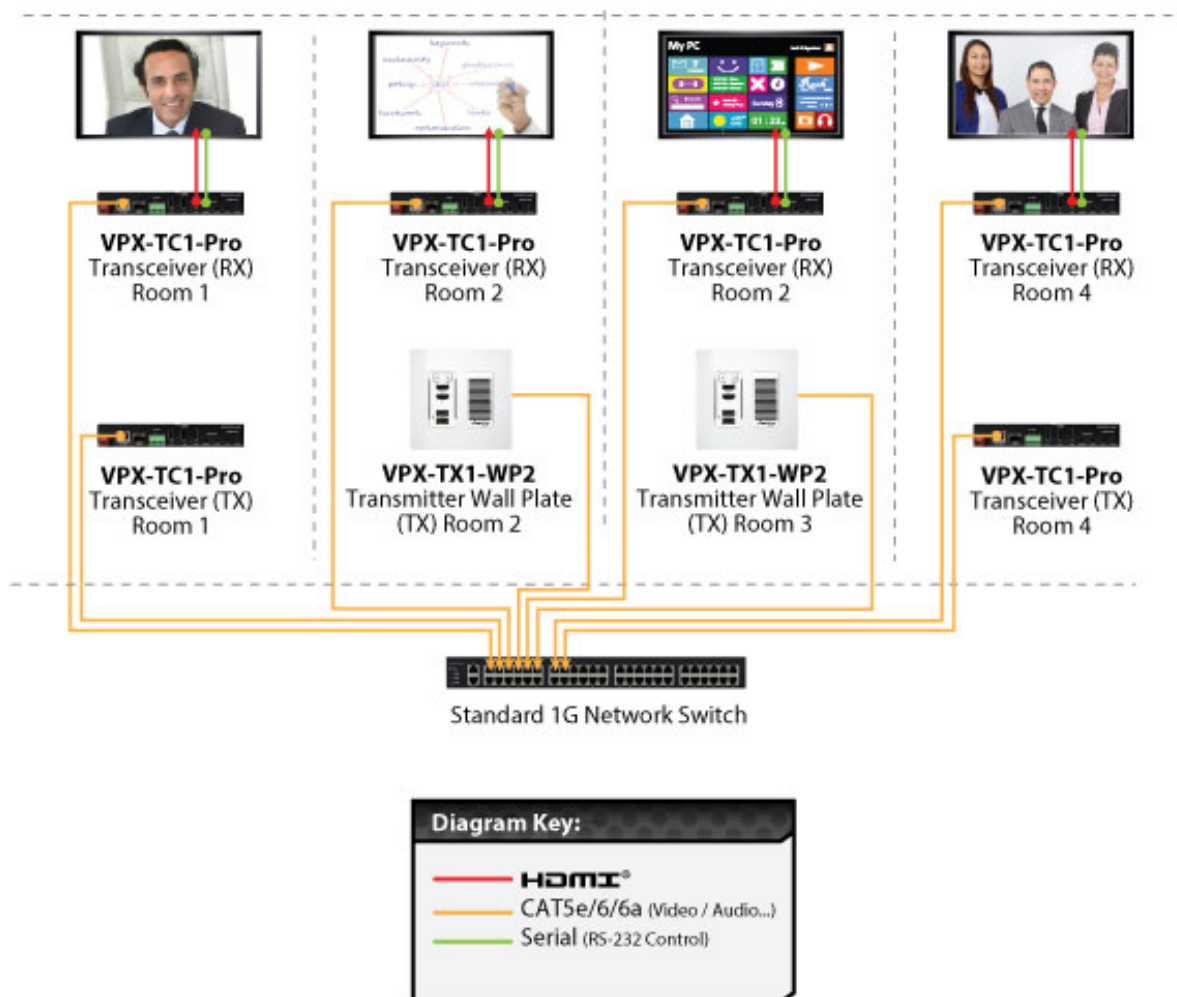 My PC
Sunday 8
VPX-TC1-Pro
Transceiver (RX)
Room 1
VPX-TC1-Pro
Transceiver (RX)
Room 2
VPX-TC1-Pro
Transceiver (RX)
Room 2
VPX-TC1-Pro
Transceiver (RX)
Room 4
VPX-TC1-Pro
Transceiver (TX)
Room 1
VPX-TX1-WP2
Transmitter Wall Plate
(TX) Room 2
VPX-TX1-WP2
Transmitter Wall Plate
(TX) Room 3
VPX-TC1-Pro
Transceiver (TX)
Room 4
Standard 1G Network Switch
Diagram Key:
HDMI®
CAT5e/6/6a (Video / Audio...)
Serial (RS-232 Control)